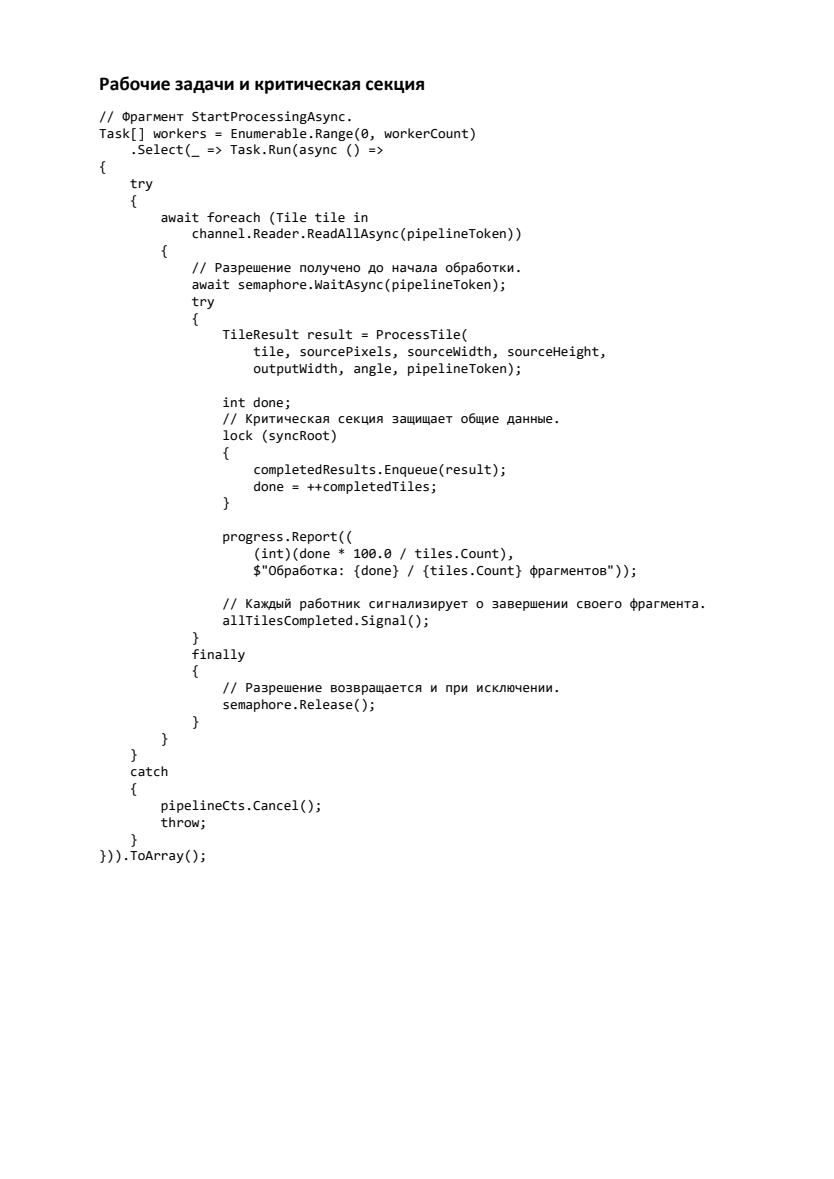 Рабочие задачи и критическая секция
// Фрагмент StartProcessingAsync.
Task[] workers = Enumerable.Range(0, workerCount)
    .Select(_ => Task.Run(async () =>
{
    try
    {
        await foreach (Tile tile in
            channel.Reader.ReadAllAsync(pipelineToken))
        {
            // Разрешение получено до начала обработки.
            await semaphore.WaitAsync(pipelineToken);
            try
            {
                TileResult result = ProcessTile(
                    tile, sourcePixels, sourceWidth, sourceHeight,
                    outputWidth, angle, pipelineToken);

                int done;
                // Критическая секция защищает общие данные.
                lock (syncRoot)
                {
                    completedResults.Enqueue(result);
                    done = ++completedTiles;
                }

                progress.Report((
                    (int)(done * 100.0 / tiles.Count),
                    $"Обработка: {done} / {tiles.Count} фрагментов"));

                // Каждый работник сигнализирует о завершении своего фрагмента.
                allTilesCompleted.Signal();
            }
            finally
            {
                // Разрешение возвращается и при исключении.
                semaphore.Release();
            }
        }
    }
    catch
    {
        pipelineCts.Cancel();
        throw;
    }
})).ToArray();